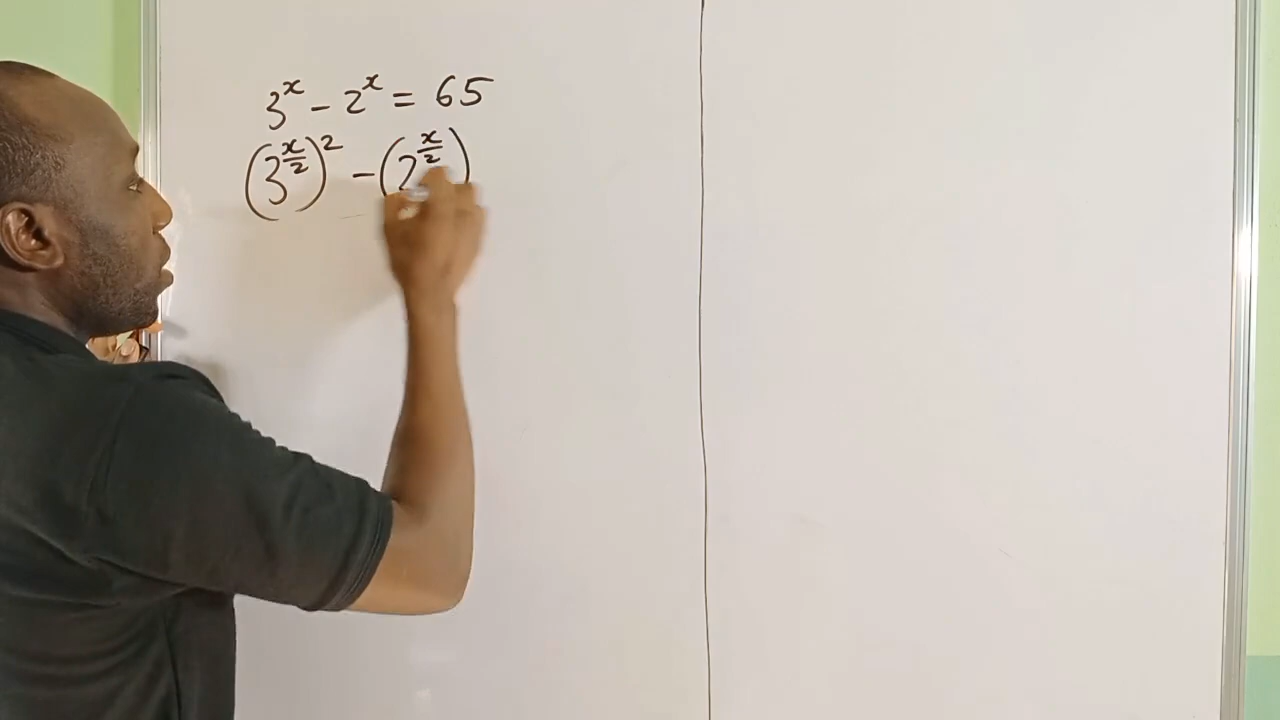 3^x - 2^x = 65
(3^{x/2})^2 - (2^{x/2})